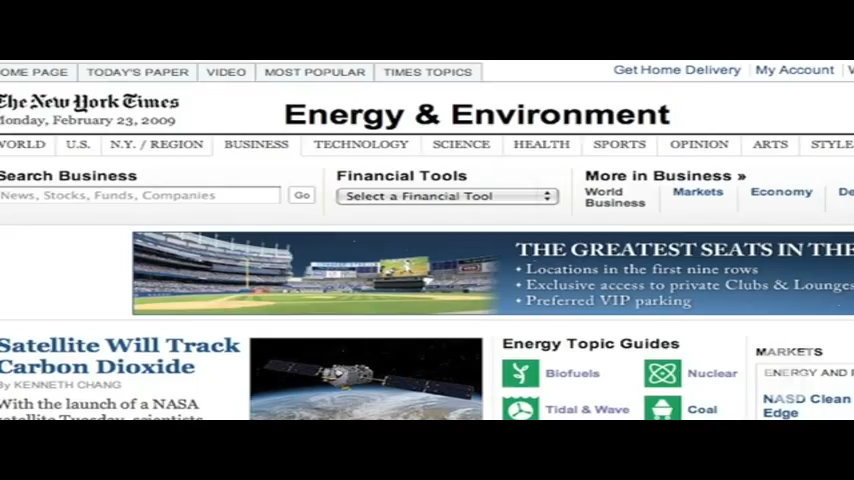 OME PAGE TODAY'S PAPER VIDEO MOST POPULAR TIMES TOPICS
Get Home Delivery My Account
The New York Times
Monday, February 23, 2009
Energy & Environment
WORLD U.S. N.Y. / REGION BUSINESS TECHNOLOGY SCIENCE HEALTH SPORTS OPINION ARTS STYLE
Search Business
News, Stocks, Funds, Companies Go
Financial Tools
Select a Financial Tool
More in Business »
World Business Markets Economy De
THE GREATEST SEATS IN THE
• Locations in the first nine rows
• Exclusive access to private Clubs & Lounges
• Preferred VIP parking
Satellite Will Track
Carbon Dioxide
By KENNETH CHANG
With the launch of a NASA
satellite Tuesday, scientists
Energy Topic Guides
Biofuels Nuclear
Tidal & Wave Coal
MARKETS
ENERGY AND
NASD Clean
Edge